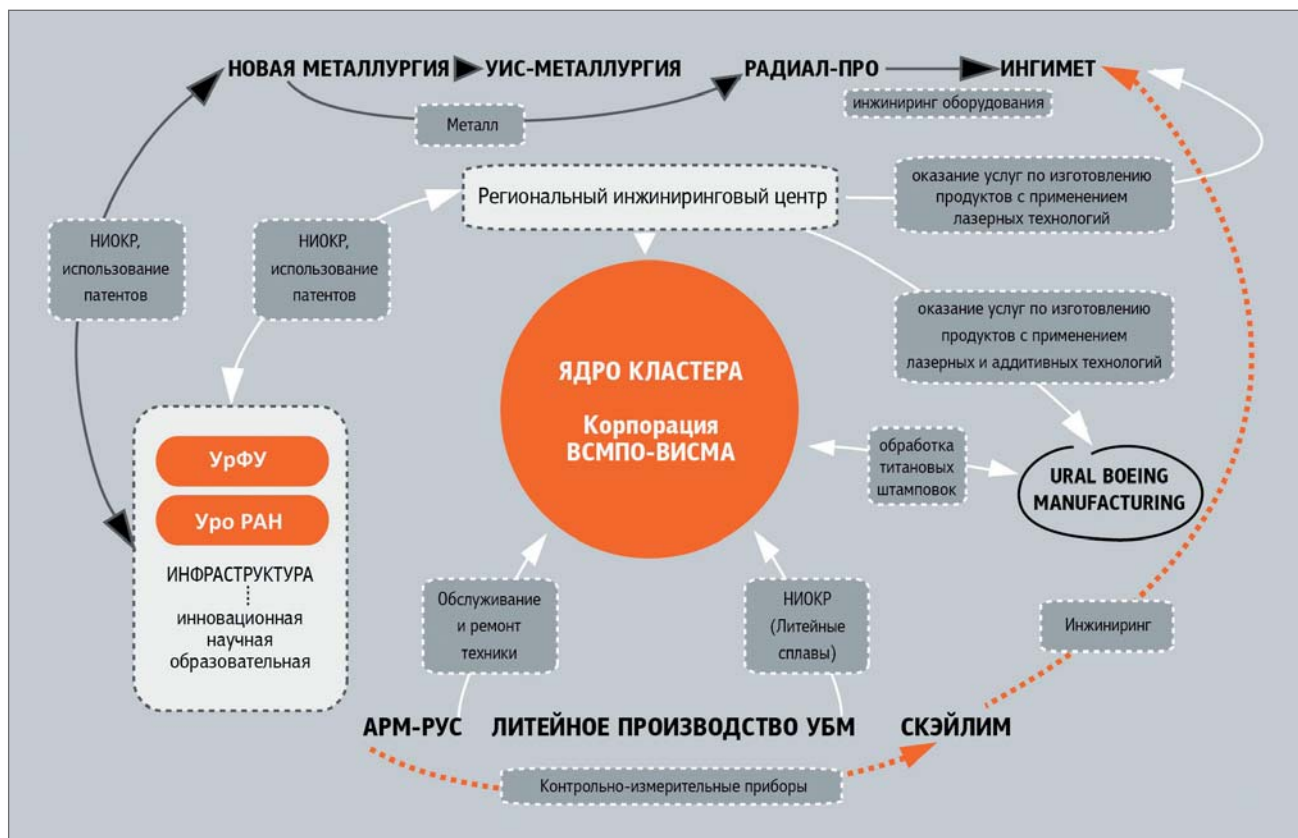 НОВАЯ МЕТАЛЛУРГИЯ
УИС-МЕТАЛЛУРГИЯ
РАДИАЛ-ПРО
ИНГИМЕТ
Металл
инжиниринг оборудования
Региональный инжиниринговый центр
оказание услуг по изготовлению
продуктов с применением
лазерных технологий
НИОКР,
использование
патентов
НИОКР,
использование
патентов
оказание услуг по изготовлению
продуктов с применением
лазерных и аддитивных технологий
ЯДРО КЛАСТЕРА
Корпорация
ВСМПО-ВИСМА
обработка
титановых
штамповок
URAL BOEING
MANUFACTURING
УрФУ
Уро РАН
ИНФРАСТРУКТУРА
инновационная
научная
образовательная
Обслуживание
и ремонт
техники
НИОКР
(Литейные
сплавы)
Инжиниринг
АРМ-РУС
ЛИТЕЙНОЕ ПРОИЗВОДСТВО УБМ
СКЭЙЛИМ
Контрольно-измерительные приборы